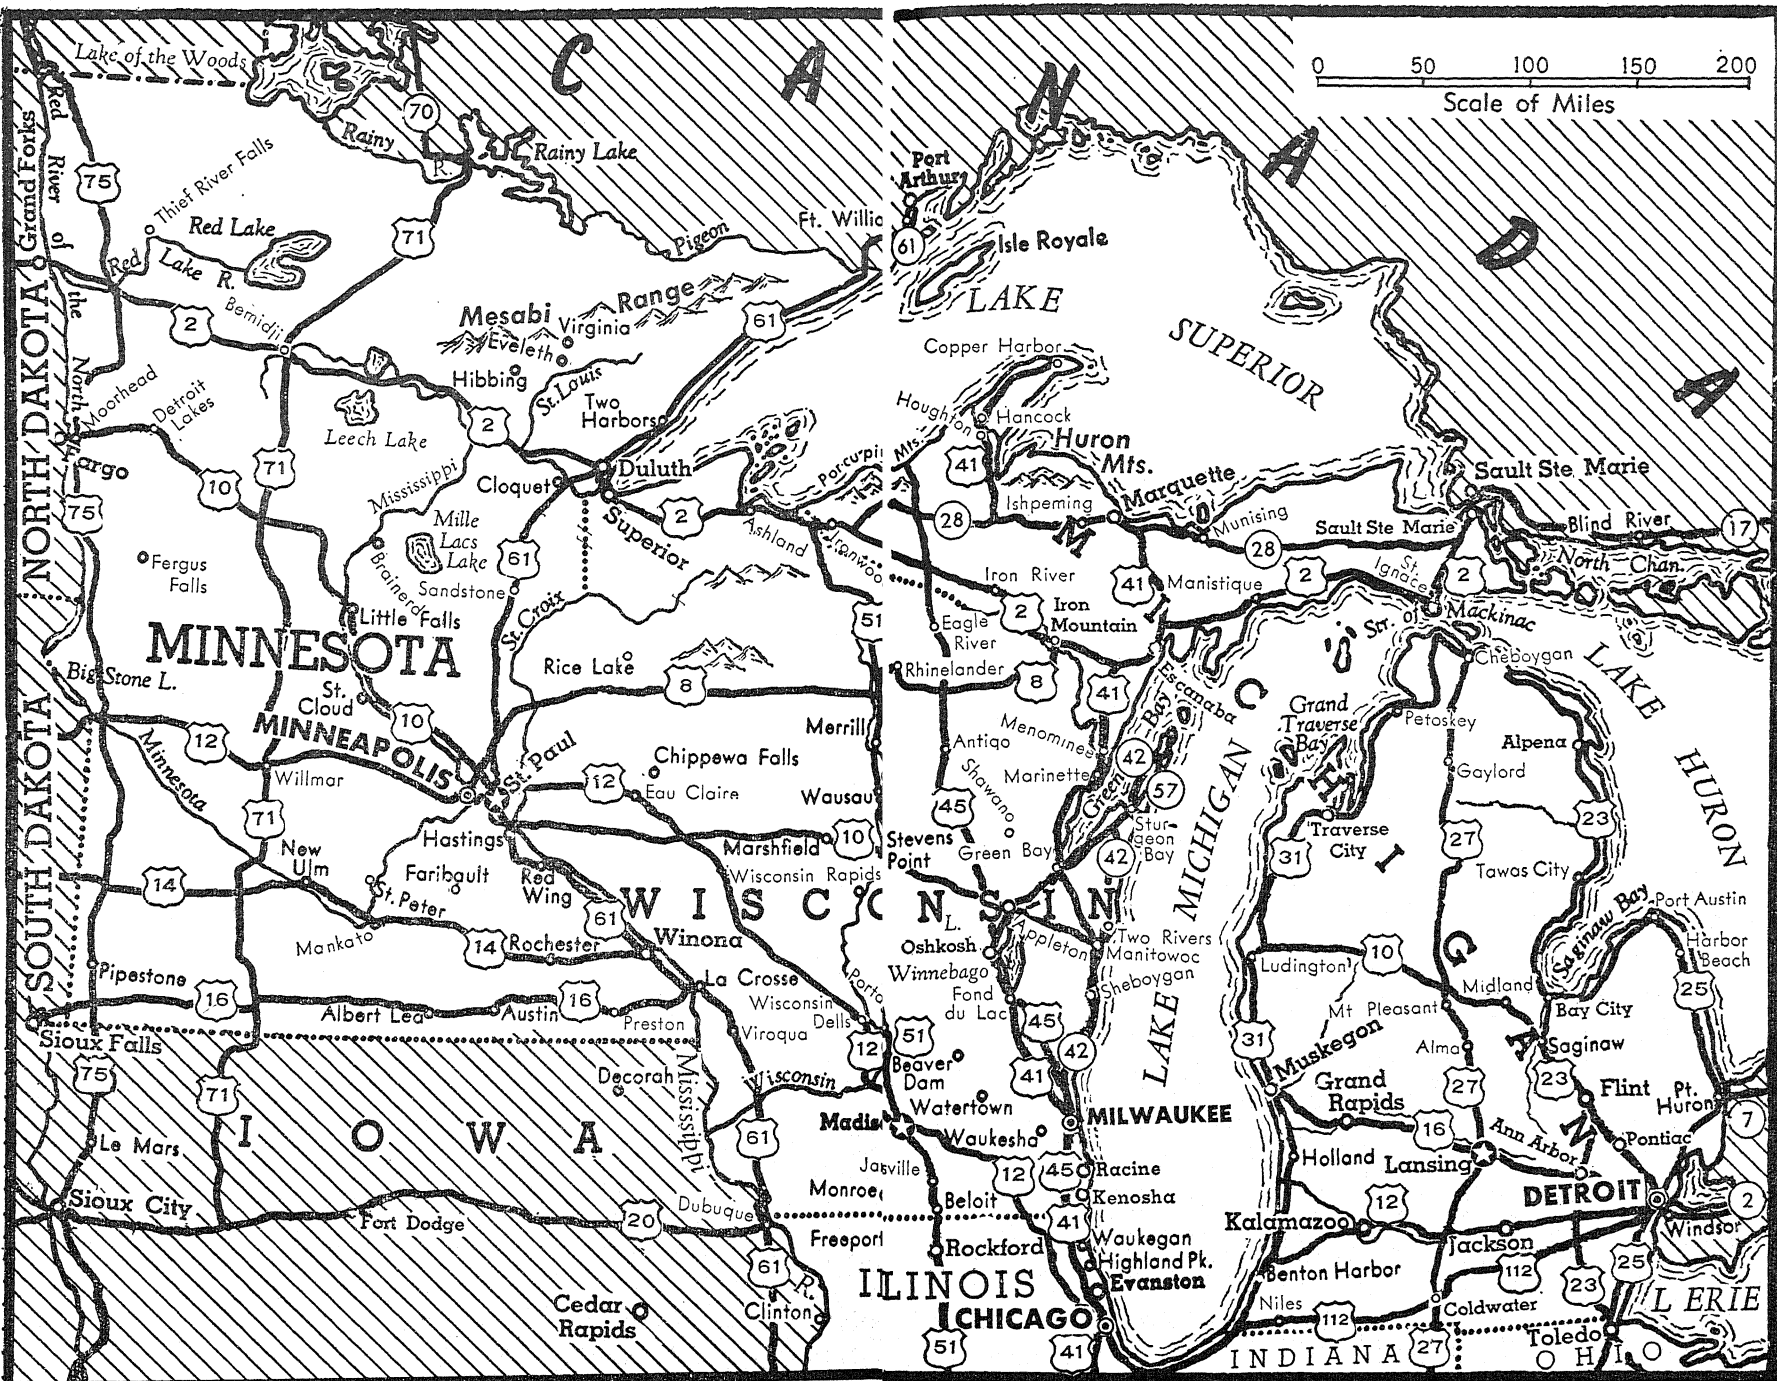 C A N A D A
0 50 100 150 200
Scale of Miles
Lake of the Woods
70
Rainy
R.
Rainy Lake
Red River of the North
Grand Forks
75
Thief River Falls
Red Lake
Red
Lake R.
71
Pigeon
Ft. Willia
Port
Arthur
61
Isle Royale
LAKE
SUPERIOR
2
Bemidji
Mesabi Range
Virginia
Eveleth
Hibbing
61
St. Louis
Two
Harbors
Copper Harbor
Houghton
Hancock
41
Huron
Mts.
NORTH DAKOTA
Moorhead
Detroit
Lakes
Leech Lake
2
Fargo
10
71
75
Mississippi
Cloquet
Duluth
Superior
2
Porcupi
Mts.
Ashland
Ironwoo
28
Ishpeming
Marquette
Munising
28
Sault Ste. Marie
Sault Ste Marie
Blind River
17
North Chan.
Mille
Lacs
Lake
61
Sandstone
Brainerd
Fergus
Falls
Little Falls
St. Croix
51
Iron River
2
Iron
Mountain
41
Manistique
2
St.
Ignace
2
Str. of Mackinac
Eagle
River
MINNESOTA
Big Stone L.
St.
Cloud
10
Rice Lake
8
Rhinelander
8
41
Escanaba
Cheboygan
LAKE
HURON
SOUTH DAKOTA
12
MINNEAPOLIS
St. Paul
Willmar
Minnesota
Merrill
Chippewa Falls
12
Eau Claire
Wausau
Antigo
Menominee
Marinette
Shawano
Green Bay
42
57
Grand
Traverse
Bay
Petoskey
Gaylord
Alpena
71
New
Ulm
Hastings
Marshfield
10
Stevens
Point
45
Green Bay
Stur-
geon
Bay
42
LAKE MICHIGAN
MICHIGAN
31
Traverse
City
27
23
Tawas City
14
Faribault
St. Peter
Mankato
Red
Wing
61
Wisconsin Rapids
WISCONSIN
14
Rochester
Winona
Oshkosh
L.
Winnebago
Appleton
Two Rivers
Manitowoc
Sheboygan
Ludington
10
Mt Pleasant
Midland
Saginaw Bay
Port Austin
Harbor
Beach
25
Bay City
Pipestone
16
Albert Lea
Austin
16
Preston
La Crosse
Wisconsin
Dells
Porta
Viroqua
Fond
du Lac
45
41
42
31
Muskegon
Alma
27
Saginaw
23
Flint
Pt.
Huron
7
Sioux Falls
75
71
Decorah
Mississippi
Wisconsin
12
51
Beaver
Dam
Watertown
Waukesha
Madis
MILWAUKEE
Grand
Rapids
16
Ann Arbor
Pontiac
Le Mars
IOWA
61
12
45
Racine
Kenosha
Holland
Lansing
DETROIT
2
Windsor
Sioux City
Fort Dodge
20
Dubuque
Monroe
Beloit
41
Waukegan
Highland Pk.
Evanston
Kalamazoo
12
Jackson
112
23
25
Freeport
Rockford
61
R.
Clinton
Cedar
Rapids
ILINOIS
CHICAGO
51
41
Benton Harbor
Niles
112
Coldwater
27
INDIANA
Toledo
OHIO
L ERIE